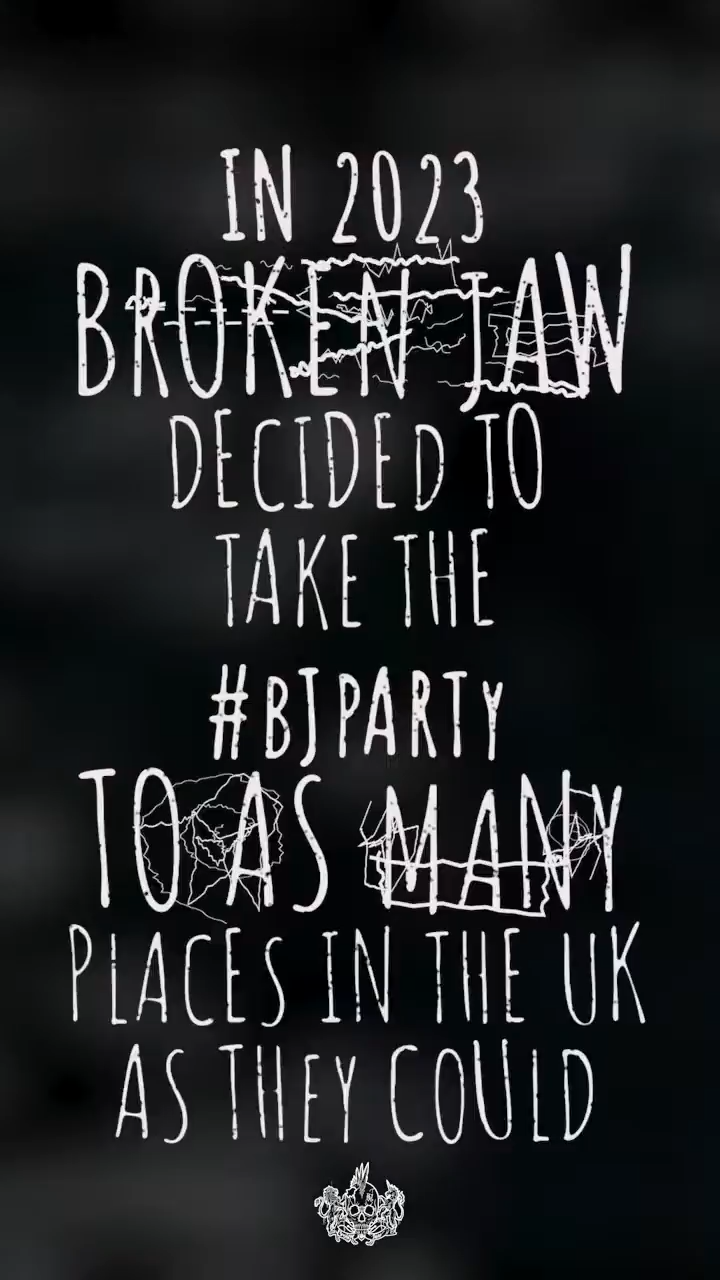 IN 2023
BROKEN JAW
DECIDED TO
TAKE THE
#BJPARTY
TO AS MANY
PLACES IN THE UK
AS THEY COULD